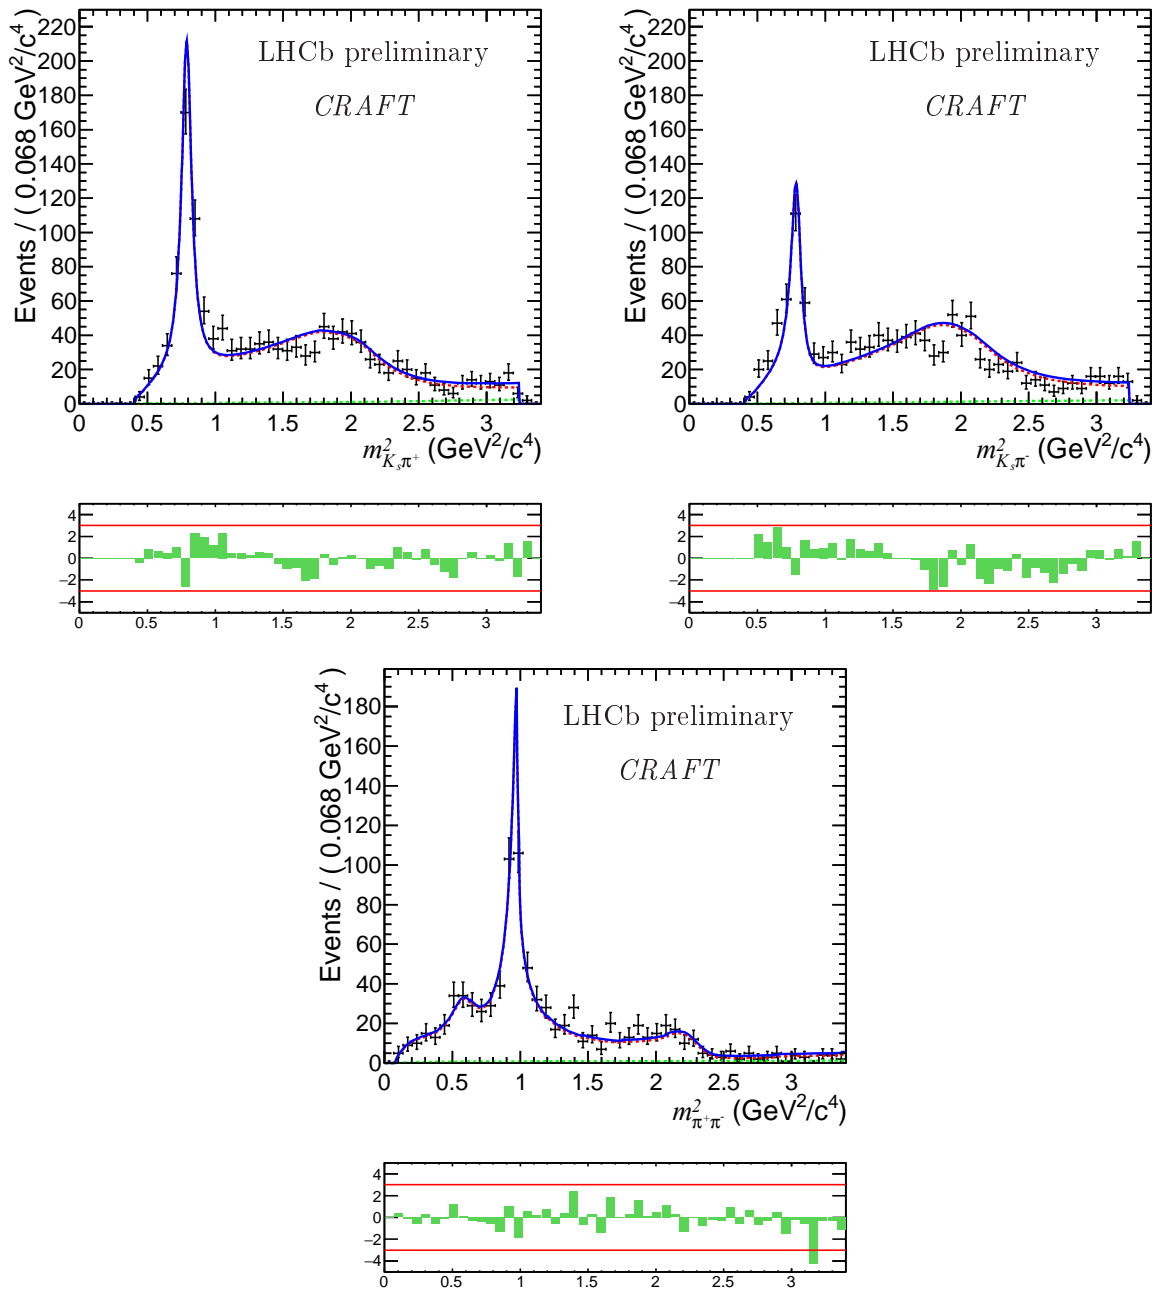 Events / ( 0.068 GeV²/c⁴ )
220
200
180
160
140
120
100
80
60
40
20
0
LHCb preliminary
CRAFT
0 0.5 1 1.5 2 2.5 3
m²_{K_sπ⁺} (GeV²/c⁴)
Events / ( 0.068 GeV²/c⁴ )
220
200
180
160
140
120
100
80
60
40
20
0
LHCb preliminary
CRAFT
0 0.5 1 1.5 2 2.5 3
m²_{K_sπ⁻} (GeV²/c⁴)
4
2
0
−2
−4
0 0.5 1 1.5 2 2.5 3
4
2
0
−2
−4
0 0.5 1 1.5 2 2.5 3
Events / ( 0.068 GeV²/c⁴ )
180
160
140
120
100
80
60
40
20
0
LHCb preliminary
CRAFT
0 0.5 1 1.5 2 2.5 3
m²_{π⁺π⁻} (GeV²/c⁴)
4
2
0
−2
−4
0 0.5 1 1.5 2 2.5 3